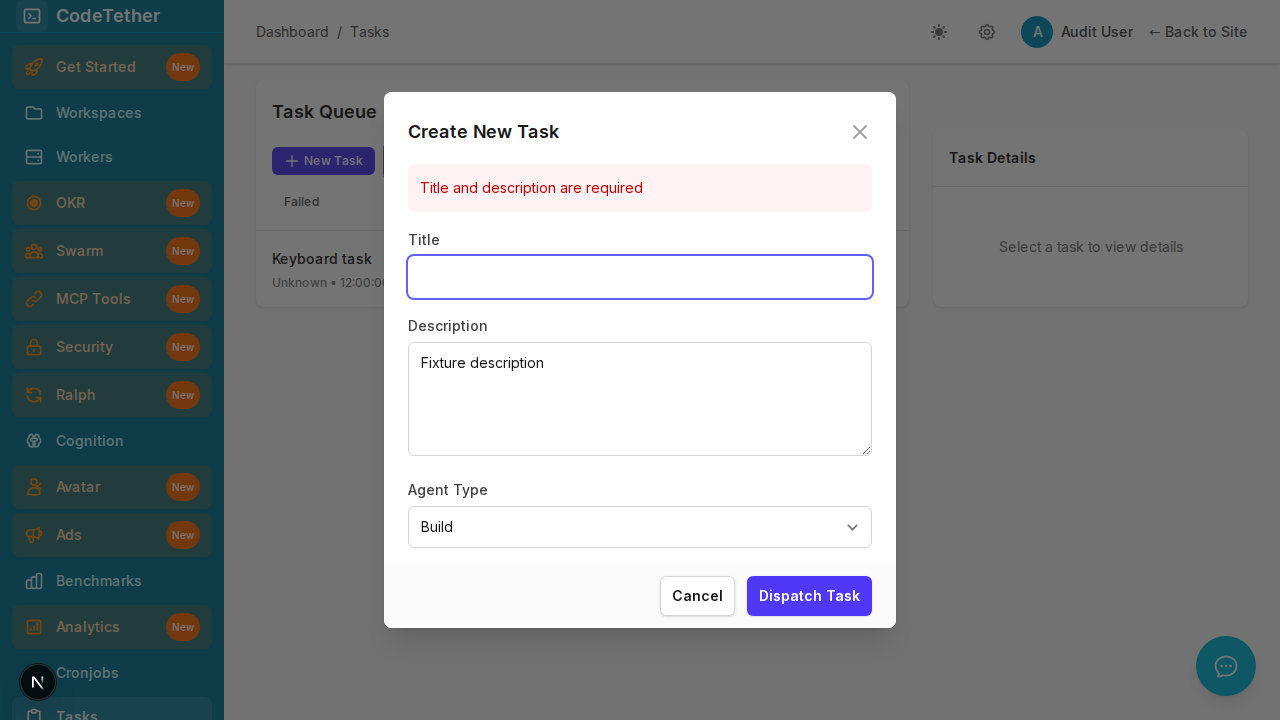 CodeTether
Get Started New
Workspaces
Workers
OKR New
Swarm New
MCP Tools New
Security New
Ralph New
Cognition
Avatar New
Ads New
Benchmarks
Analytics New
Cronjobs
Tasks
N
Dashboard / Tasks
A Audit User ← Back to Site
Task Queue
New Task
Failed
Keyboard task
Unknown • 12:00:0
Create New Task
Title and description are required
Title
Description
Fixture description
Agent Type
Build
Cancel Dispatch Task
Task Details
Select a task to view details